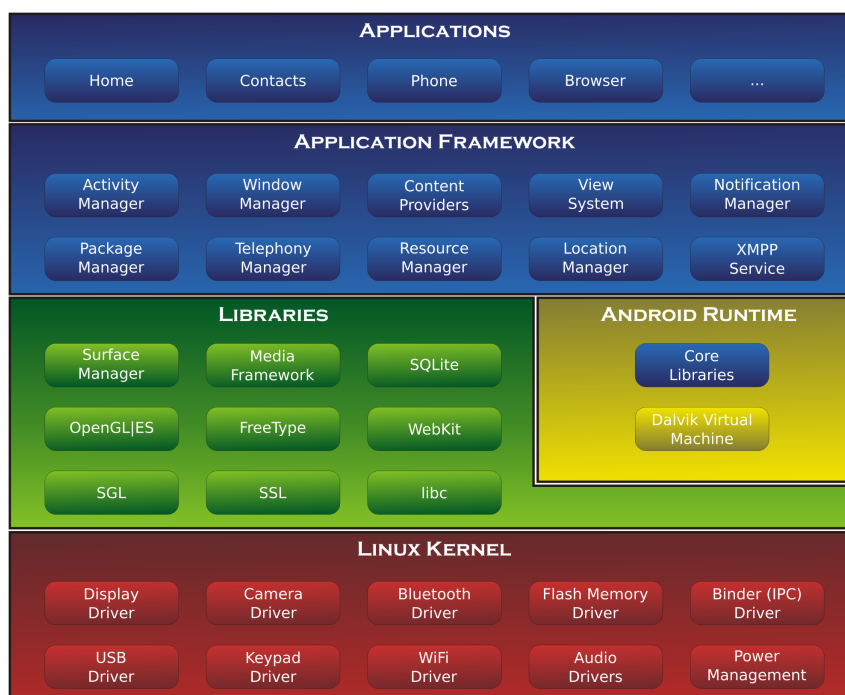 APPLICATIONS
Home
Contacts
Phone
Browser
...
APPLICATION FRAMEWORK
Activity
Manager
Window
Manager
Content
Providers
View
System
Notification
Manager
Package
Manager
Telephony
Manager
Resource
Manager
Location
Manager
XMPP
Service
LIBRARIES
Surface
Manager
Media
Framework
SQLite
OpenGL|ES
FreeType
WebKit
SGL
SSL
libc
ANDROID RUNTIME
Core
Libraries
Dalvik Virtual
Machine
LINUX KERNEL
Display
Driver
Camera
Driver
Bluetooth
Driver
Flash Memory
Driver
Binder (IPC)
Driver
USB
Driver
Keypad
Driver
WiFi
Driver
Audio
Drivers
Power
Management